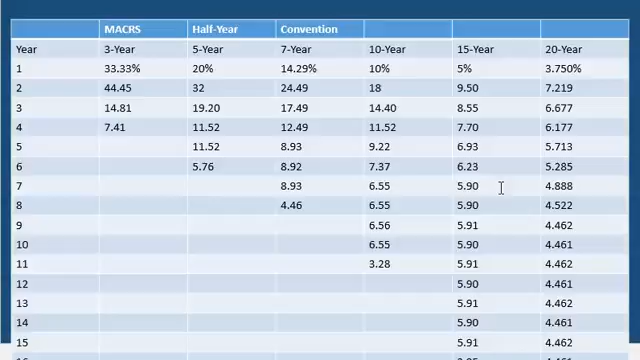 MACRS Half-Year Convention
Year 3-Year 5-Year 7-Year 10-Year 15-Year 20-Year
1 33.33% 20% 14.29% 10% 5% 3.750%
2 44.45 32 24.49 18 9.50 7.219
3 14.81 19.20 17.49 14.40 8.55 6.677
4 7.41 11.52 12.49 11.52 7.70 6.177
5 11.52 8.93 9.22 6.93 5.713
6 5.76 8.92 7.37 6.23 5.285
7 8.93 6.55 5.90 4.888
8 4.46 6.55 5.90 4.522
9 6.56 5.91 4.462
10 6.55 5.90 4.461
11 3.28 5.91 4.462
12 5.90 4.461
13 5.91 4.462
14 5.90 4.461
15 5.91 4.462